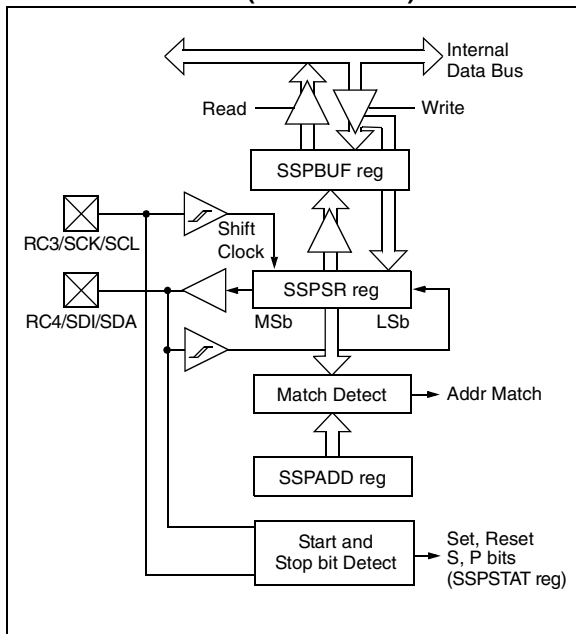 Internal
Data Bus
Read
Write
SSPBUF reg
RC3/SCK/SCL
Shift
Clock
SSPSR reg
RC4/SDI/SDA
MSb
LSb
Match Detect
Addr Match
SSPADD reg
Start and
Stop bit Detect
Set, Reset
S, P bits
(SSPSTAT reg)